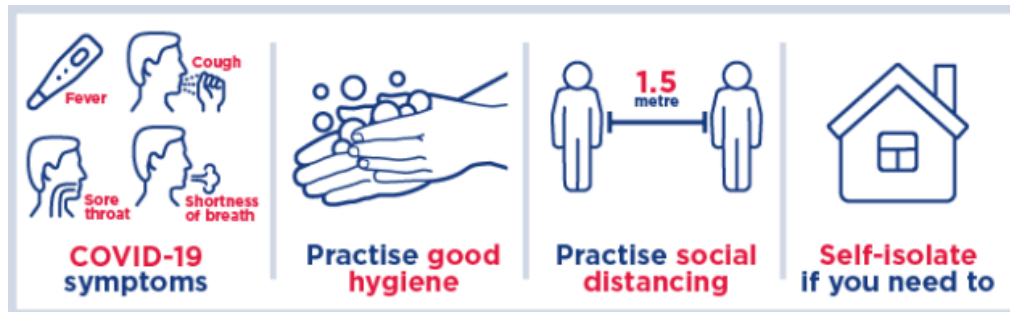 Fever
Cough
Sore
throat
Shortness
of breath
COVID-19
symptoms
Practise good
hygiene
1.5
metre
Practise social
distancing
Self-isolate
if you need to